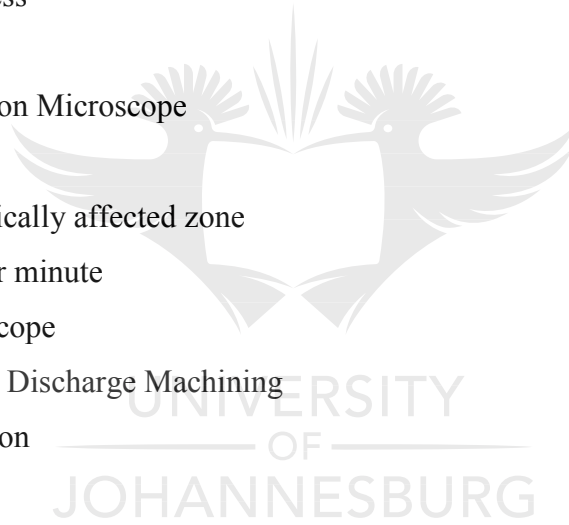 ess
on Microscope
ically affected zone
r minute
cope
Discharge Machining
on
UNIVERSITY
OF
JOHANNESBURG